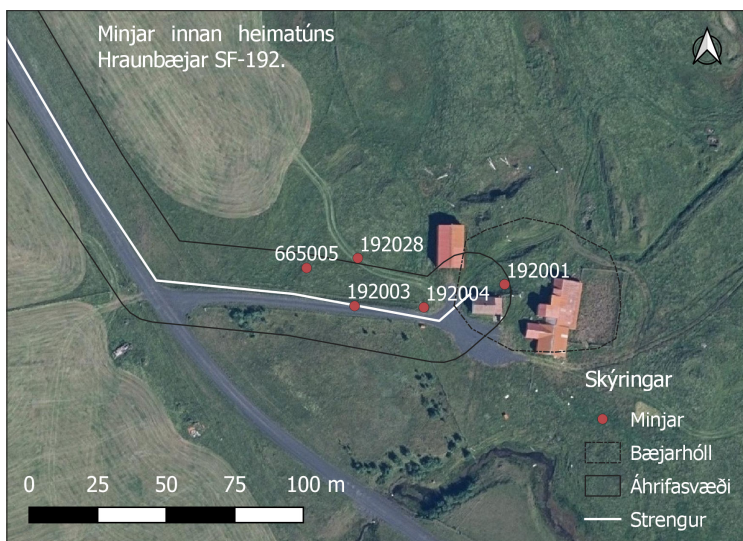 Minjar innan heimatúns
Hraunbæjar SF-192.
192028
665005
192001
192003
192004
Skýringar
Minjar
Bæjarhóll
Áhrifasvæði
Strengur
0 25 50 75 100 m